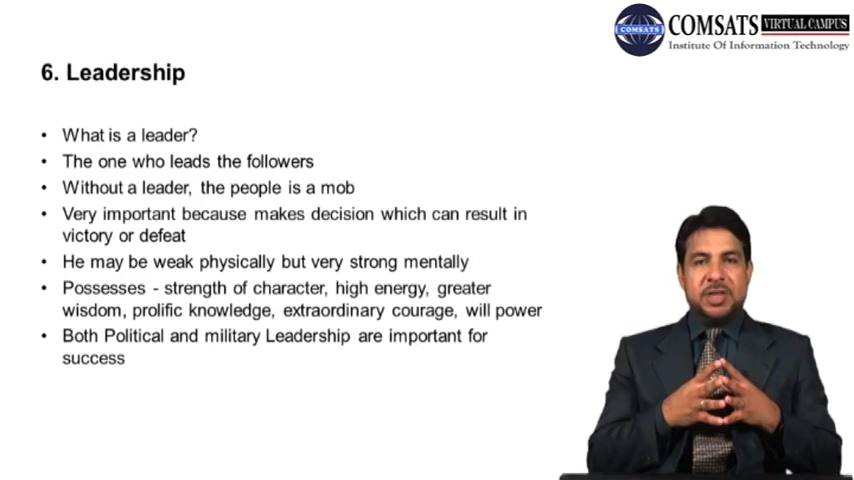 COMSATS VIRTUAL CAMPUS
COMSATS
Institute Of Information Technology
6. Leadership
• What is a leader?
• The one who leads the followers
• Without a leader, the people is a mob
• Very important because makes decision which can result in
victory or defeat
• He may be weak physically but very strong mentally
• Possesses - strength of character, high energy, greater
wisdom, prolific knowledge, extraordinary courage, will power
• Both Political and military Leadership are important for
success